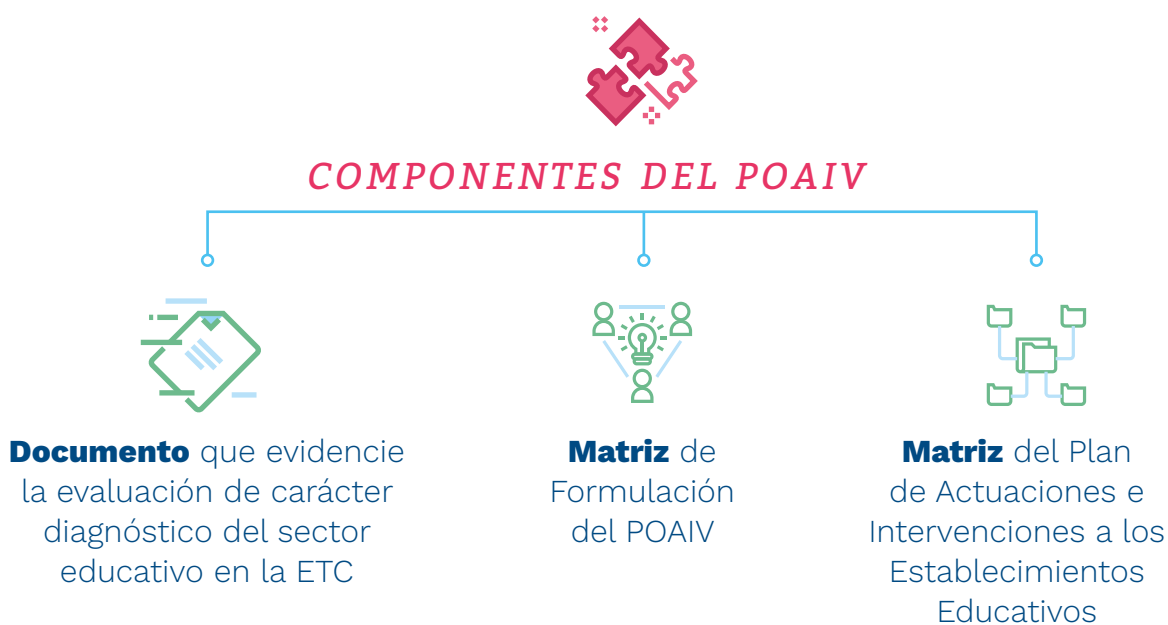 COMPONENTES DEL POAIV
Documento que evidencie
la evaluación de carácter
diagnóstico del sector
educativo en la ETC
Matriz de
Formulación
del POAIV
Matriz del Plan
de Actuaciones e
Intervenciones a los
Establecimientos
Educativos